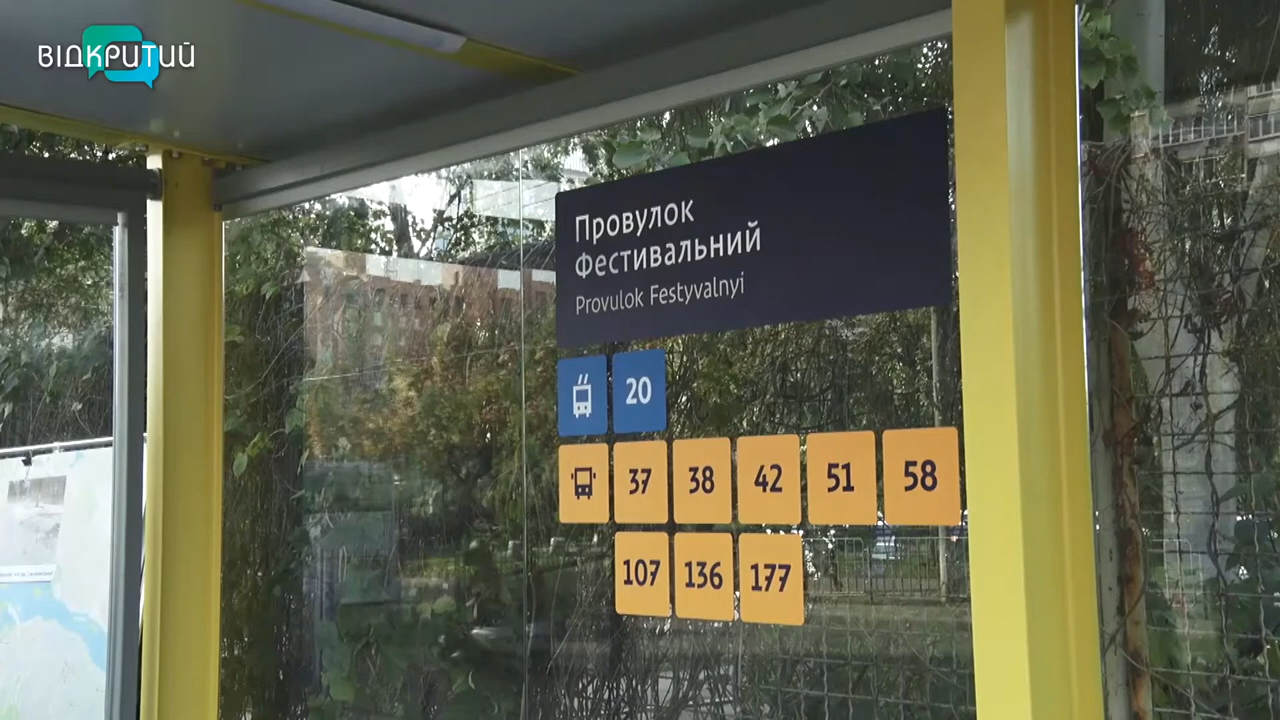 ВІДКРИТИЙ
Провулок
Фестивальний
Provulok Festyvalnyi
20
37 38 42 51 58
107 136 177